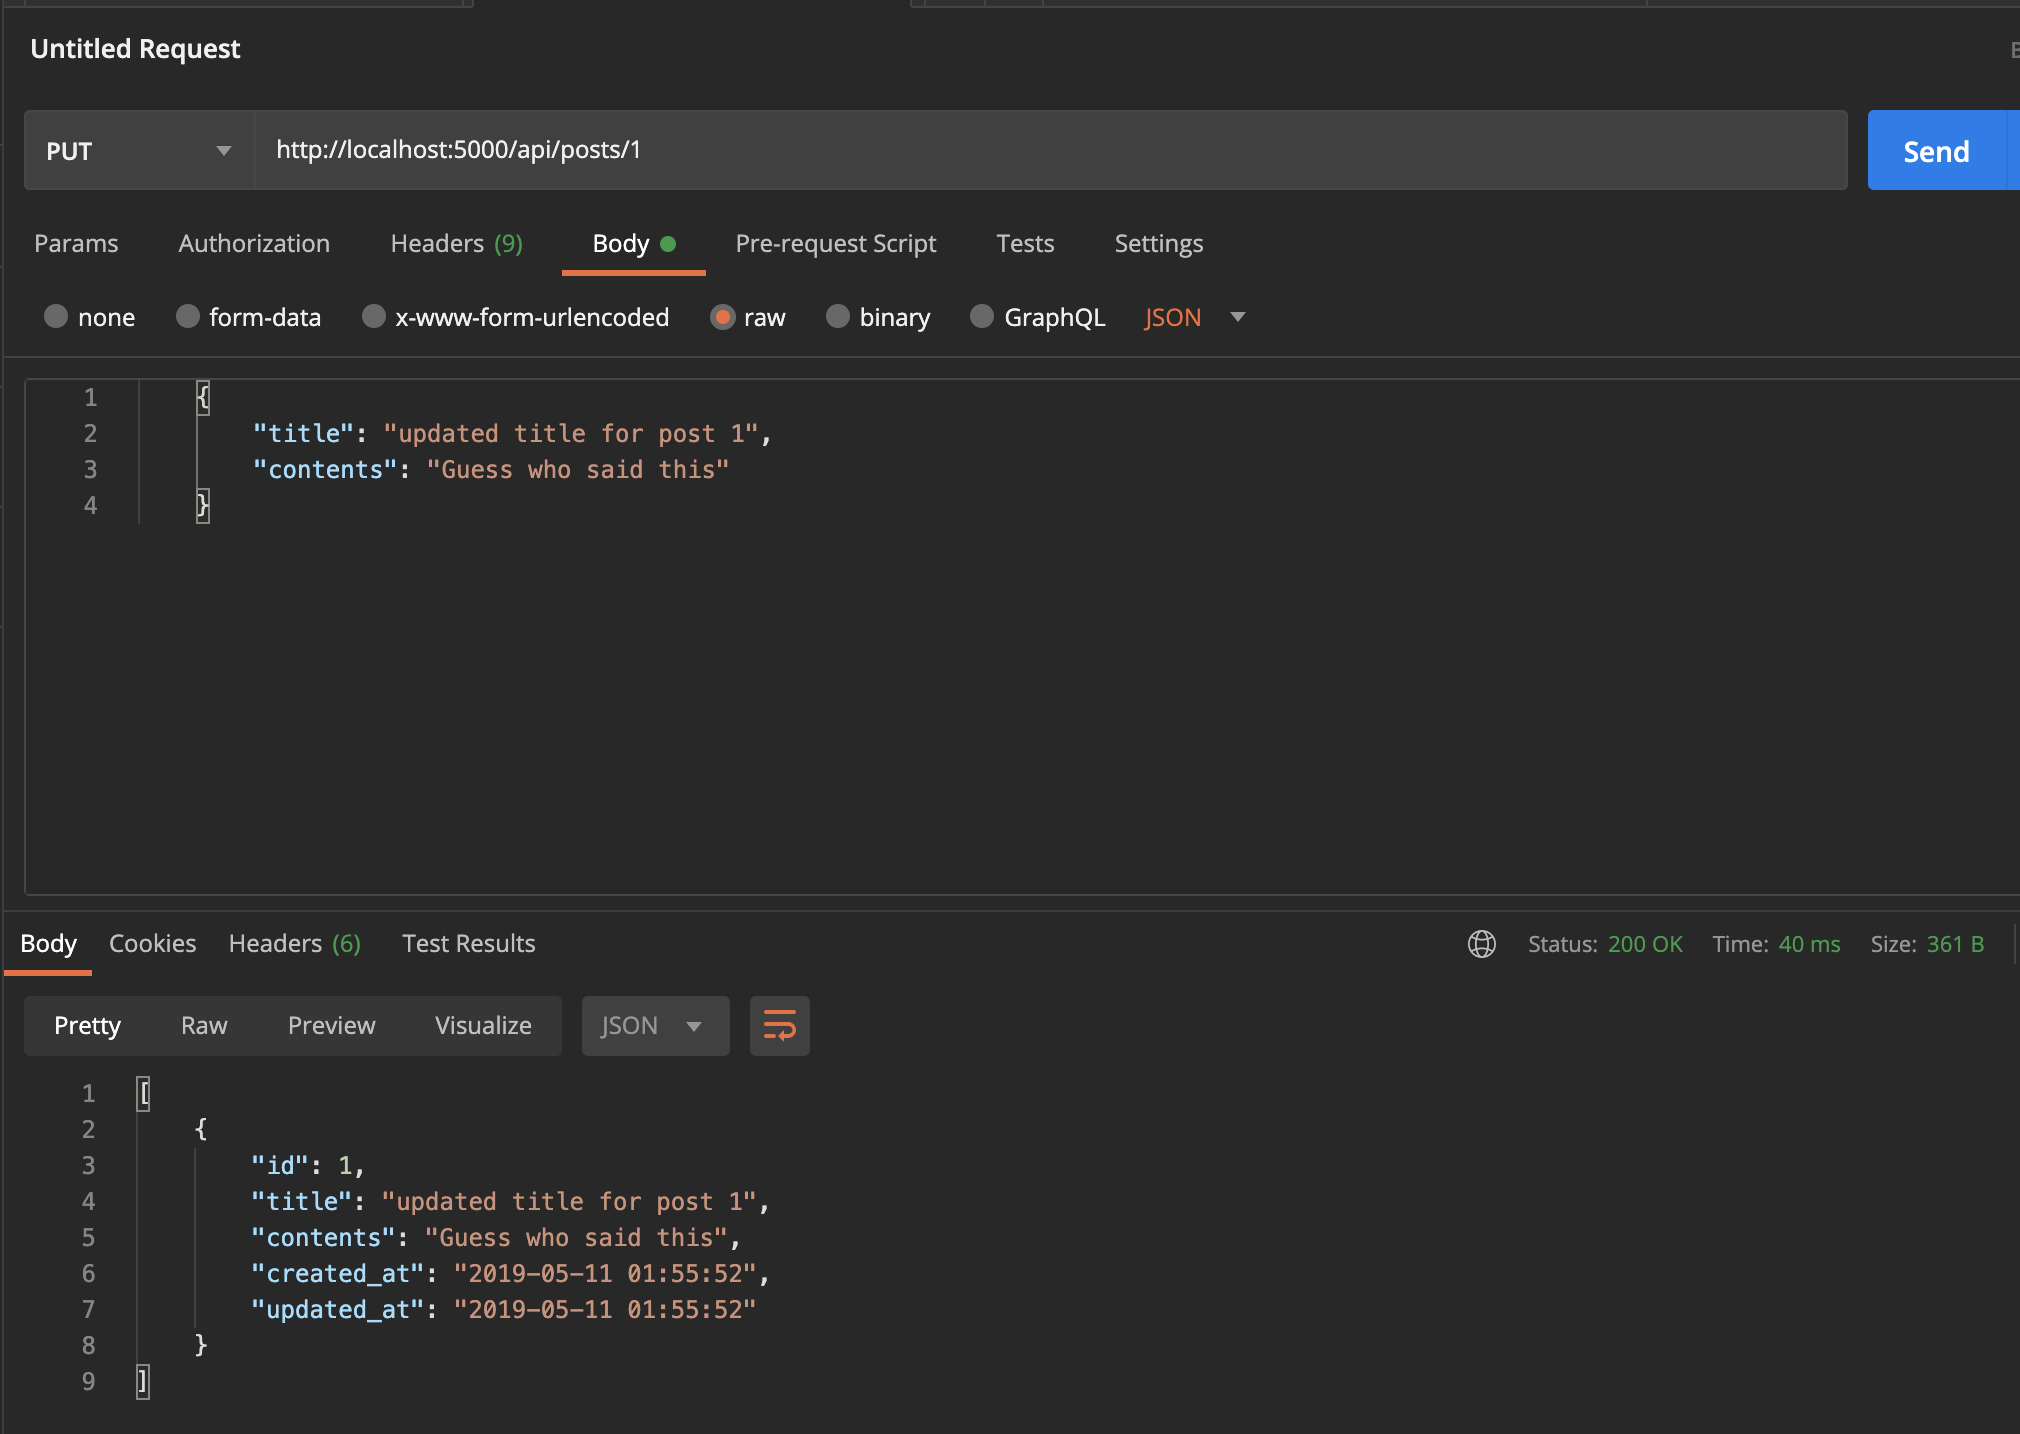 Untitled Request
PUT http://localhost:5000/api/posts/1 Send
Params Authorization Headers (9) Body Pre-request Script Tests Settings
none form-data x-www-form-urlencoded raw binary GraphQL JSON
1 {
2 "title": "updated title for post 1",
3 "contents": "Guess who said this"
4 }
Body Cookies Headers (6) Test Results Status: 200 OK Time: 40 ms Size: 361 B
Pretty Raw Preview Visualize JSON
1 [
2 {
3 "id": 1,
4 "title": "updated title for post 1",
5 "contents": "Guess who said this",
6 "created_at": "2019-05-11 01:55:52",
7 "updated_at": "2019-05-11 01:55:52"
8 }
9 ]